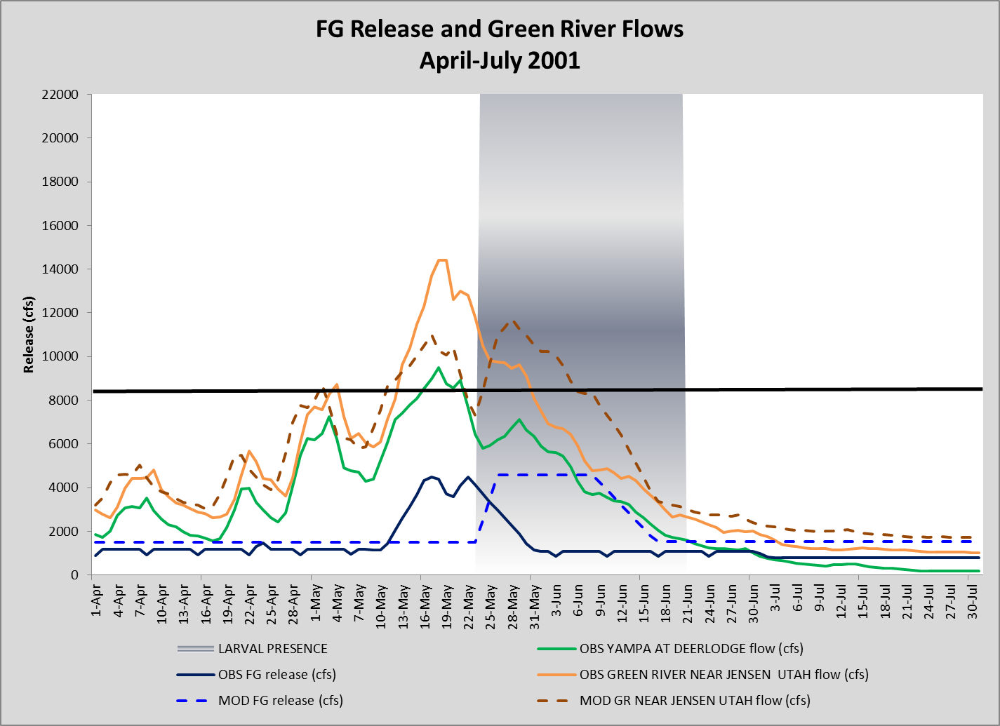 FG Release and Green River Flows
April-July 2001
22000
20000
18000
16000
14000
12000
10000
8000
6000
4000
2000
0
Release (cfs)
1-Apr
4-Apr
7-Apr
10-Apr
13-Apr
16-Apr
19-Apr
22-Apr
25-Apr
28-Apr
1-May
4-May
7-May
10-May
13-May
16-May
19-May
22-May
25-May
28-May
31-May
3-Jun
6-Jun
9-Jun
12-Jun
15-Jun
18-Jun
21-Jun
24-Jun
27-Jun
30-Jun
3-Jul
6-Jul
9-Jul
12-Jul
15-Jul
18-Jul
21-Jul
24-Jul
27-Jul
30-Jul
LARVAL PRESENCE
OBS YAMPA AT DEERLODGE flow (cfs)
OBS FG release (cfs)
OBS GREEN RIVER NEAR JENSEN  UTAH flow (cfs)
MOD FG release (cfs)
MOD GR NEAR JENSEN UTAH flow (cfs)